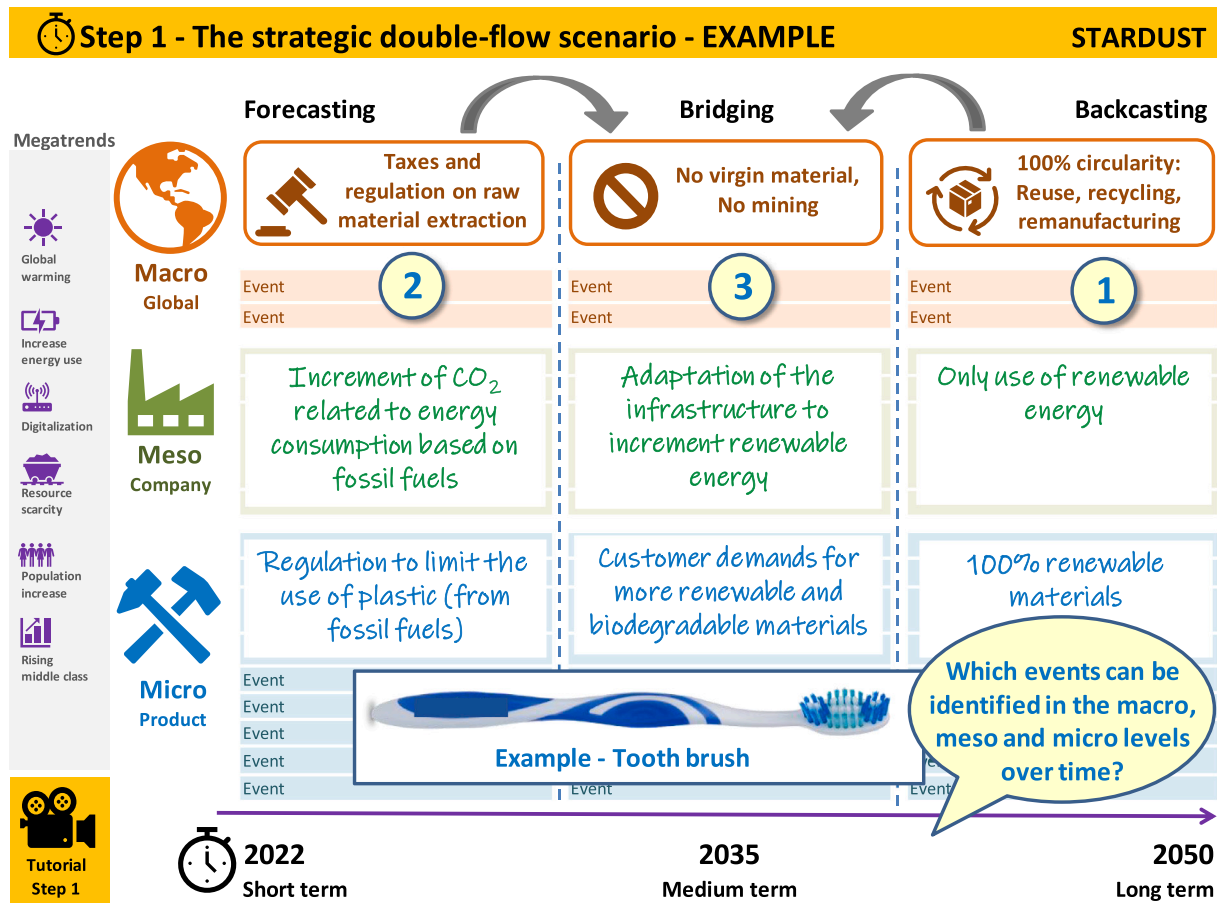 Step 1 - The strategic double-flow scenario - EXAMPLE
STARDUST
Forecasting
Bridging
Backcasting
Megatrends
Global
warming
Increase
energy use
Digitalization
Resource
scarcity
Population
increase
Rising
middle class
Macro
Global
Taxes and
regulation on raw
material extraction
No virgin material,
No mining
100% circularity:
Reuse, recycling,
remanufacturing
2
3
1
Event
Event
Event
Event
Event
Event
Meso
Company
Increment of CO2
related to energy
consumption based on
fossil fuels
Adaptation of the
infrastructure to
increment renewable
energy
Only use of renewable
energy
Micro
Product
Regulation to limit the
use of plastic (from
fossil fuels)
Customer demands for
more renewable and
biodegradable materials
100% renewable
materials
Event
Event
Event
Event
Event
Event
Event
Example - Tooth brush
Which events can be
identified in the macro,
meso and micro levels
over time?
Tutorial
Step 1
2022
Short term
2035
Medium term
2050
Long term